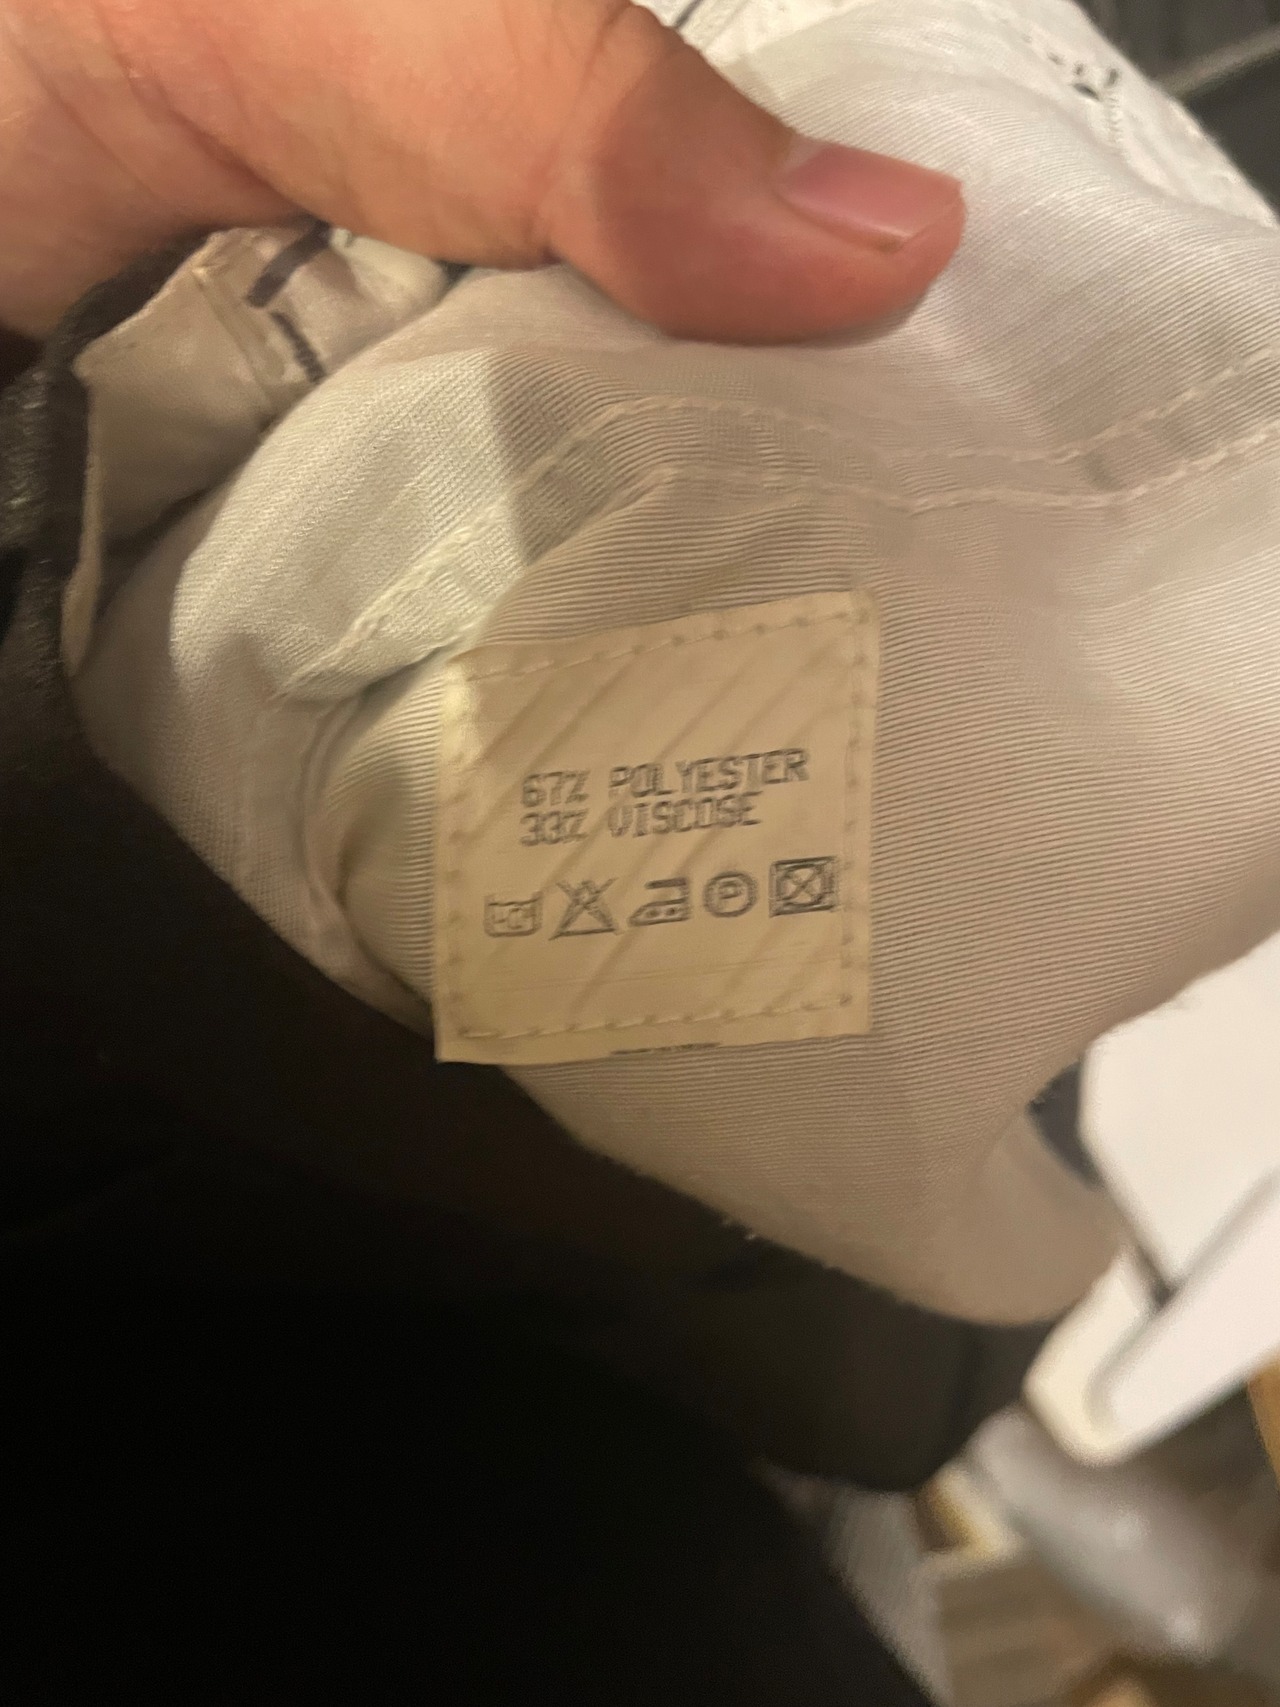 67% POLYESTER
33% VISCOSE
P